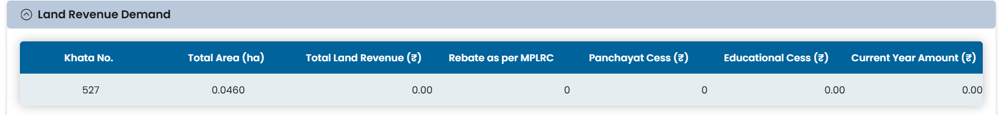 Land Revenue Demand
Khata No. Total Area (ha) Total Land Revenue (₹) Rebate as per MPLRC Panchayat Cess (₹) Educational Cess (₹) Current Year Amount (₹)
527 0.0460 0.00 0 0 0.00 0.00